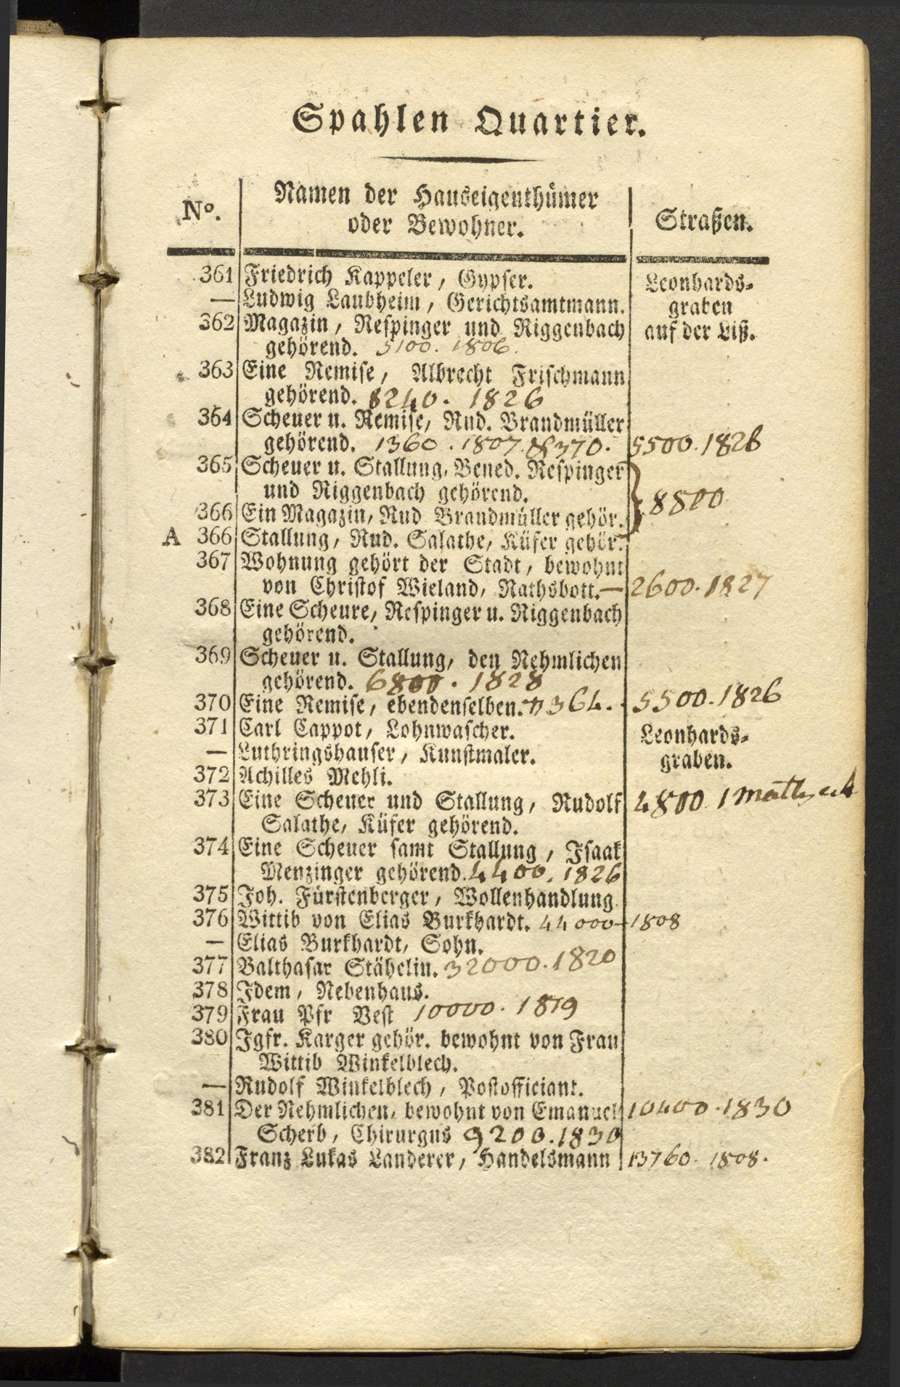 Spahlen Quartier.
No. Namen der Hauseigenthümer
oder Bewohner. Straßen.
361 Friedrich Kappeler, Gypser. Leonhards-
— Ludwig Laubheim, Gerichtsamtmann. graben
362 Magazin, Respinger und Riggenbach auf der Liß.
gehörend. 5100. 1806.
363 Eine Remise, Albrecht Frischmann
gehörend. 8240. 1826
364 Scheuer u. Remise, Rud. Brandmüller
gehörend. 1360. 1807. 370. 5500. 1826
365 Scheuer u. Stallung, Bened. Respinger
und Riggenbach gehörend. 8800
366 Ein Magazin, Rud Brandmüller gehör.
A 366 Stallung, Rud. Salathe, Küfer gehör.
367 Wohnung gehört der Stadt, bewohnt
von Christof Wieland, Rathsbott. — 2600. 1827
368 Eine Scheure, Respinger u. Riggenbach
gehörend.
369 Scheuer u. Stallung, den Nehmlichen
gehörend. 6800. 1828
370 Eine Remise, ebendenselben. 364. 5500. 1826
371 Carl Cappot, Lohnwascher. Leonhards-
— Luthringshauser, Kunstmaler. graben.
372 Achilles Mehli.
373 Eine Scheuer und Stallung, Rudolf 4800
Salathe, Küfer gehörend.
374 Eine Scheuer samt Stallung, Isaak
Menzinger gehörend. 4400. 1826
375 Joh. Fürstenberger, Wollenhandlung
376 Wittib von Elias Burkhardt. 44000 — 1808
— Elias Burkhardt, Sohn.
377 Balthasar Stähelin. 32000. 1820
378 Idem, Nebenhaus.
379 Frau Pfr Vest 10000. 1819
380 Jgfr. Karger gehör. bewohnt von Frau
Wittib Winkelblech.
— Rudolf Winkelblech, Postofficiant.
381 Der Nehmlichen, bewohnt von Emanuel 10400. 1830
Scherb, Chirurgus 9200. 1830
382 Franz Lukas Landerer, Handelsmann 13760. 1808.